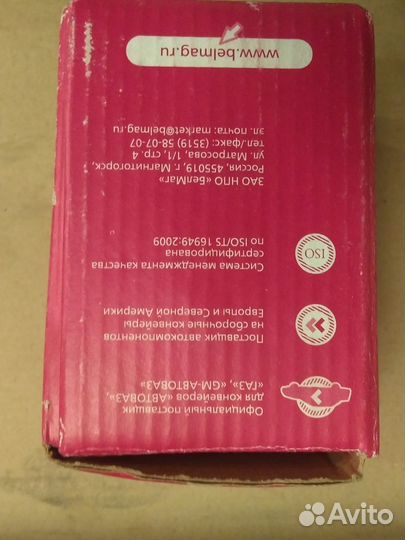 Официальный поставщик
для конвейеров «АВТОВАЗ»,
«ГАЗ», «GM-АВТОВАЗ»
Поставщик автокомпонентов
на сборочные конвейеры
Европы и Северной Америки
ISO
Система менеджмента качества
сертифицирована
по ISO/TS 16949:2009
ЗАО НПО «БелМаг»
Россия, 455019, г. Магнитогорск,
ул. Матросова, 1/1, стр. 4
тел./факс: (3519) 58-07-07
эл. почта: market@belmag.ru
www.belmag.ru
Avito